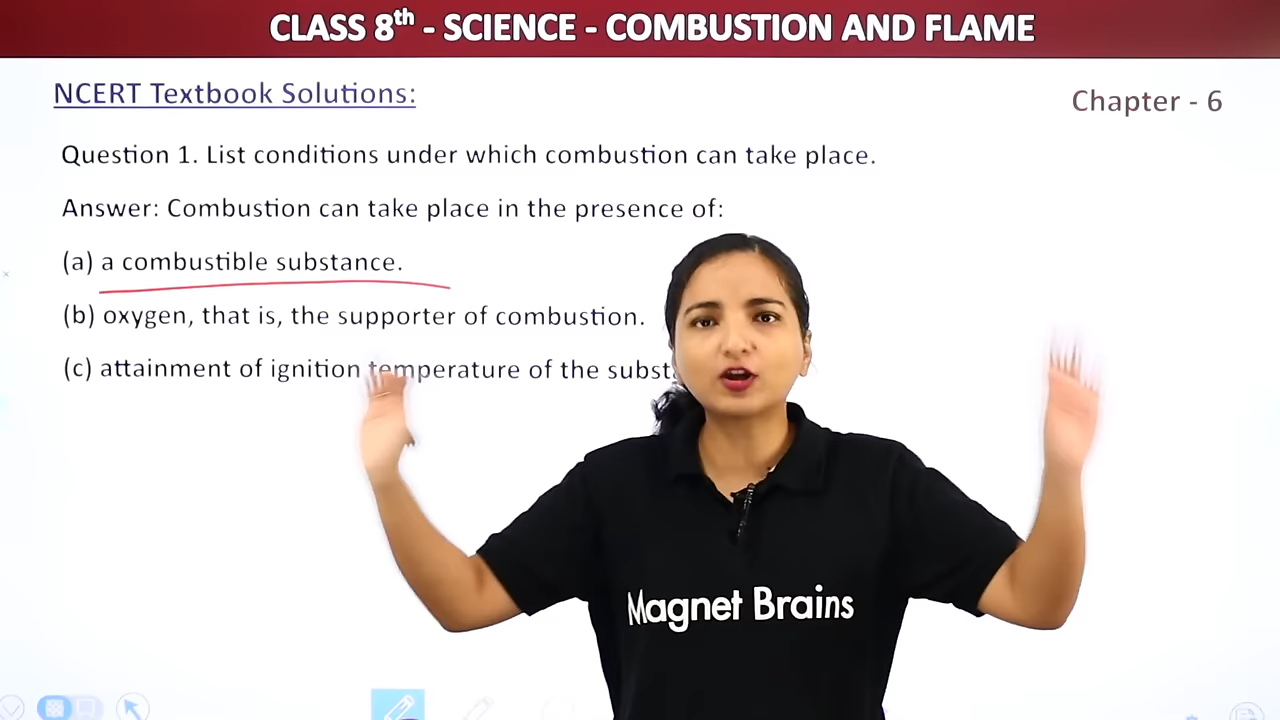 CLASS 8th - SCIENCE - COMBUSTION AND FLAME
NCERT Textbook Solutions:
Chapter - 6
Question 1. List conditions under which combustion can take place.
Answer: Combustion can take place in the presence of:
(a) a combustible substance.
(b) oxygen, that is, the supporter of combustion.
(c) attainment of ignition temperature of the
Magnet Brains